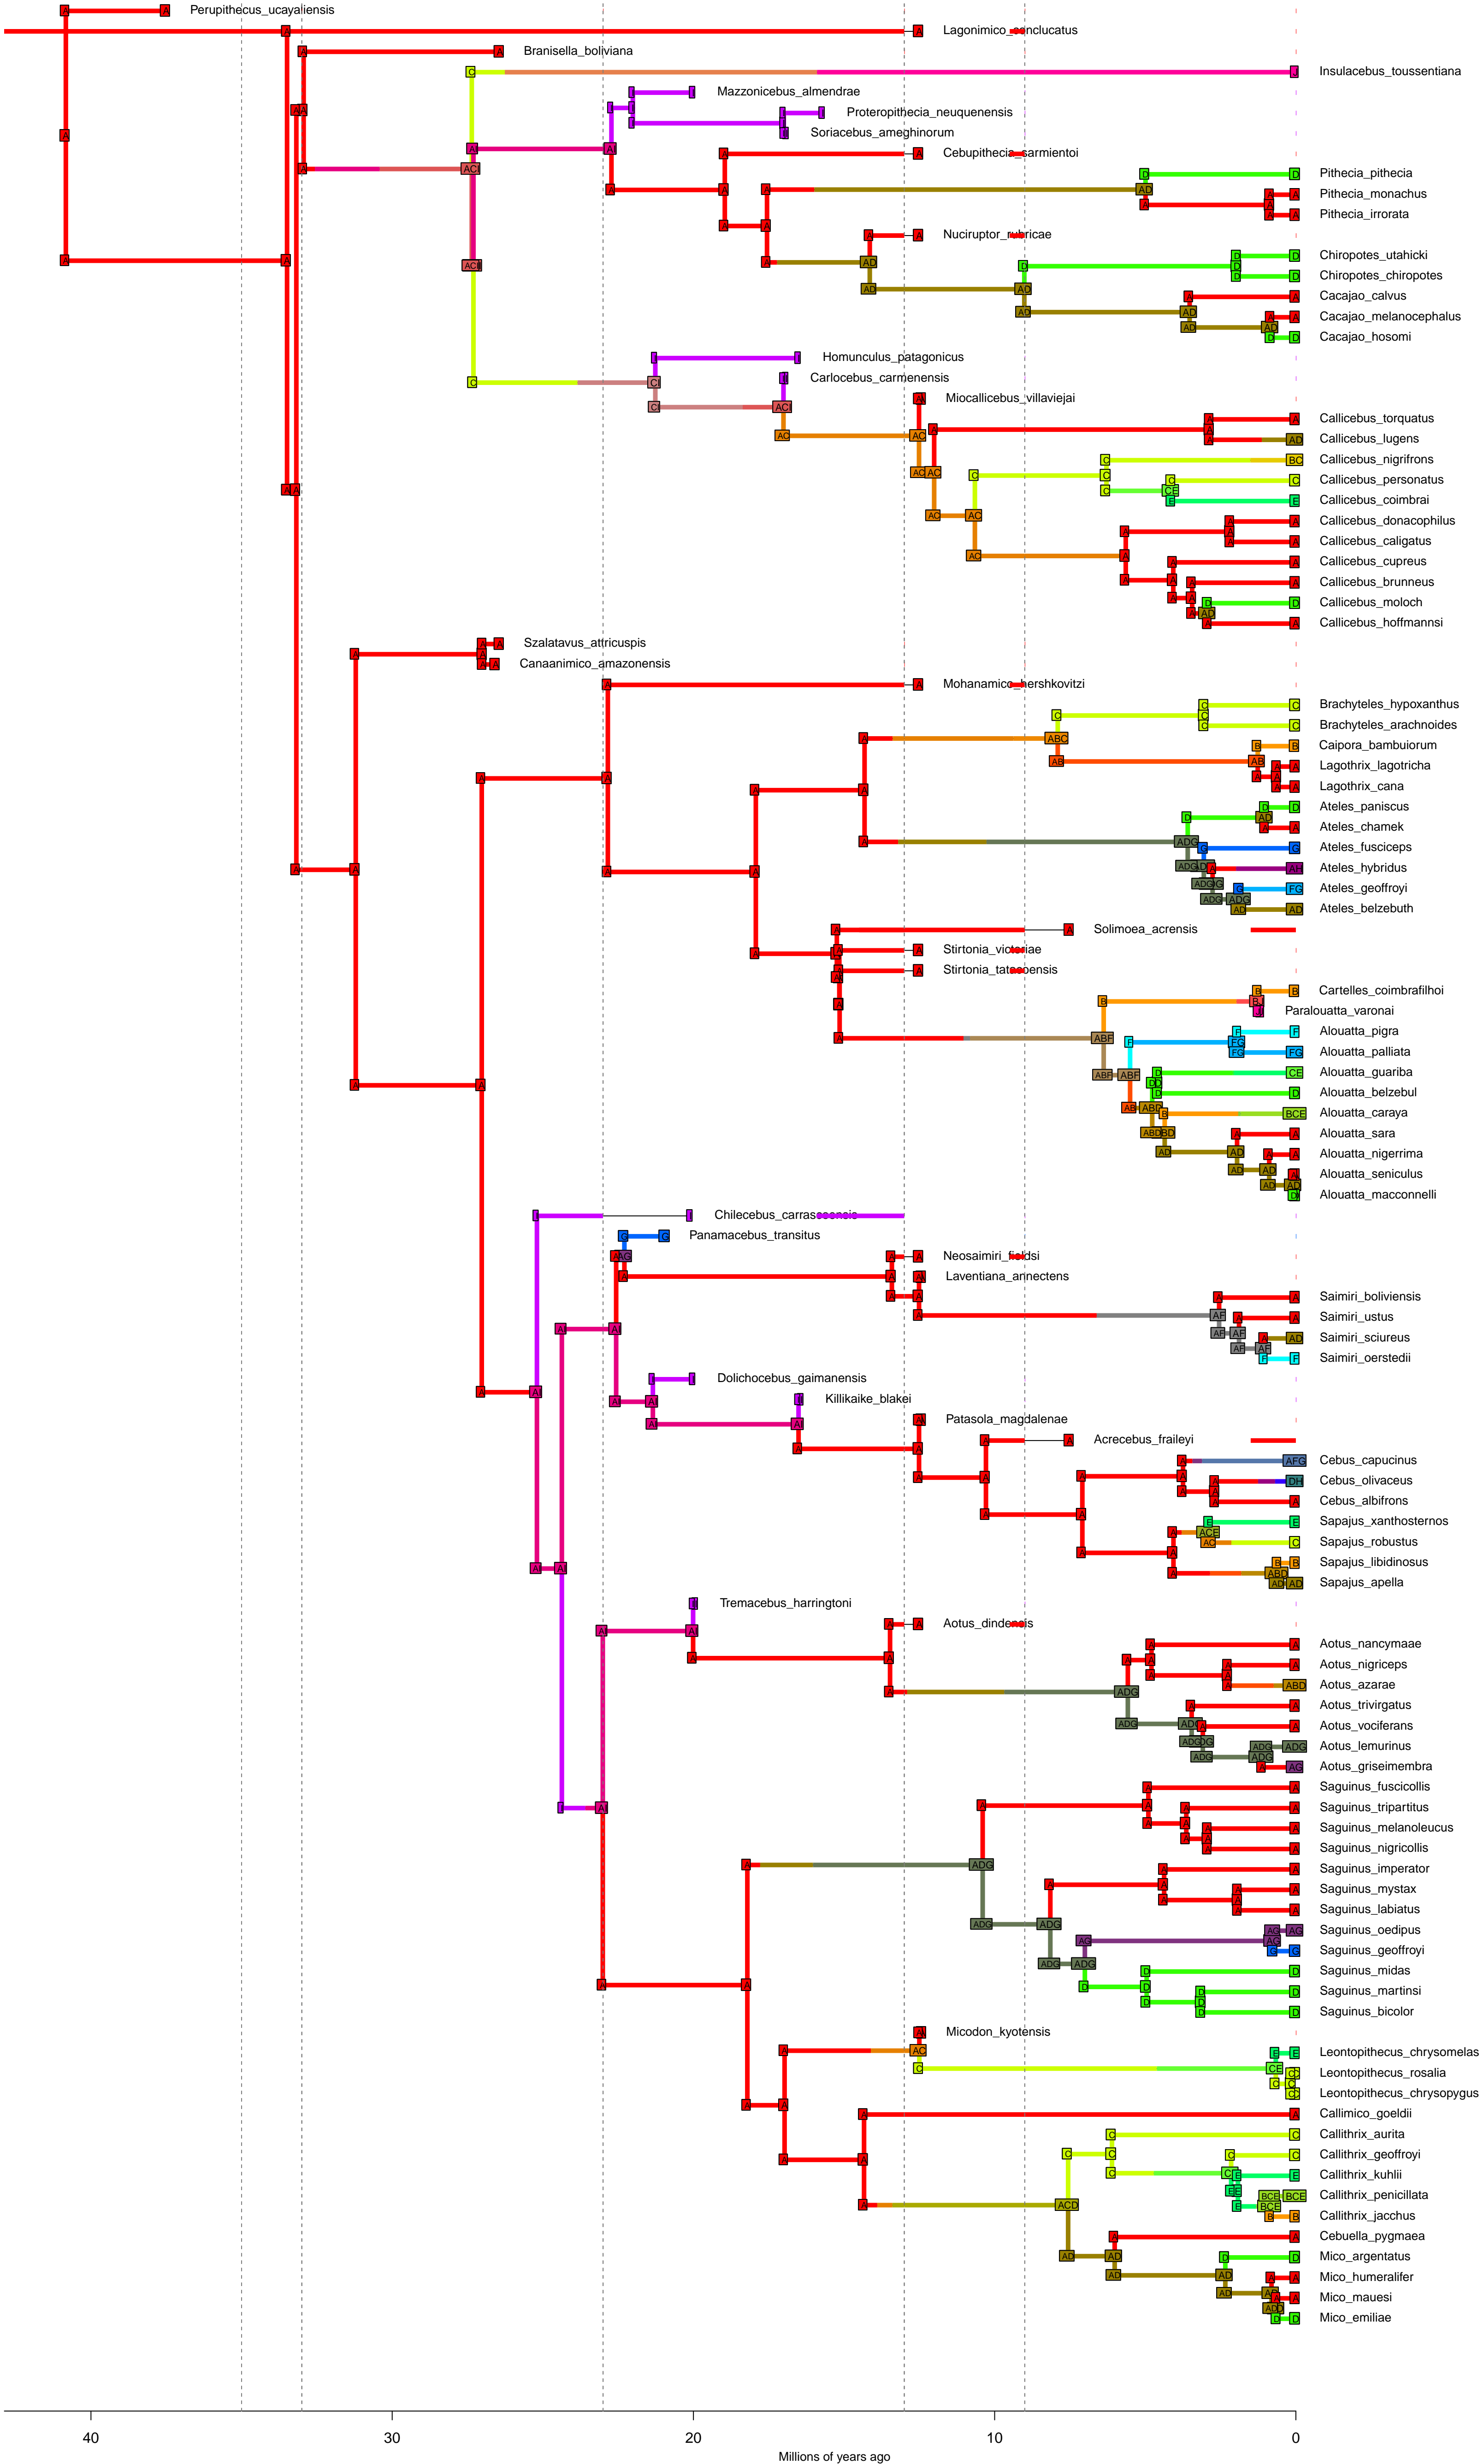 Perupithecus_ucayaliensis
Lagonimico_conclucatus
Branisella_boliviana
Insulacebus_toussentiana
Mazzonicebus_almendrae
Proteropithecia_neuquenensis
Soriacebus_ameghinorum
Cebupithecia_sarmientoi
Pithecia_pithecia
Pithecia_monachus
Pithecia_irrorata
Nuciruptor_rubricae
Chiropotes_utahicki
Chiropotes_chiropotes
Cacajao_calvus
Cacajao_melanocephalus
Cacajao_hosomi
Homunculus_patagonicus
Carlocebus_carmenensis
Miocallicebus_villaviejai
Callicebus_torquatus
Callicebus_lugens
Callicebus_nigrifrons
Callicebus_personatus
Callicebus_coimbrai
Callicebus_donacophilus
Callicebus_caligatus
Callicebus_cupreus
Callicebus_brunneus
Callicebus_moloch
Callicebus_hoffmannsi
Szalatavus_attricuspis
Canaanimico_amazonensis
Mohanamico_hershkovitzi
Brachyteles_hypoxanthus
Brachyteles_arachnoides
Caipora_bambuiorum
Lagothrix_lagotricha
Lagothrix_cana
Ateles_paniscus
Ateles_chamek
Ateles_fusciceps
Ateles_hybridus
Ateles_geoffroyi
Ateles_belzebuth
Solimoea_acrensis
Stirtonia_victoriae
Stirtonia_tatacoensis
Cartelles_coimbrafilhoi
Paralouatta_varonai
Alouatta_pigra
Alouatta_palliata
Alouatta_guariba
Alouatta_belzebul
Alouatta_caraya
Alouatta_sara
Alouatta_nigerrima
Alouatta_seniculus
Alouatta_macconnelli
Chilecebus_carrascoensis
Panamacebus_transitus
Neosaimiri_fieldsi
Laventiana_annectens
Saimiri_boliviensis
Saimiri_ustus
Saimiri_sciureus
Saimiri_oerstedii
Dolichocebus_gaimanensis
Killikaike_blakei
Patasola_magdalenae
Acrecebus_fraileyi
Cebus_capucinus
Cebus_olivaceus
Cebus_albifrons
Sapajus_xanthosternos
Sapajus_robustus
Sapajus_libidinosus
Sapajus_apella
Tremacebus_harringtoni
Aotus_dindensis
Aotus_nancymaae
Aotus_nigriceps
Aotus_azarae
Aotus_trivirgatus
Aotus_vociferans
Aotus_lemurinus
Aotus_griseimembra
Saguinus_fuscicollis
Saguinus_tripartitus
Saguinus_melanoleucus
Saguinus_nigricollis
Saguinus_imperator
Saguinus_mystax
Saguinus_labiatus
Saguinus_oedipus
Saguinus_geoffroyi
Saguinus_midas
Saguinus_martinsi
Saguinus_bicolor
Micodon_kyotensis
Leontopithecus_chrysomelas
Leontopithecus_rosalia
Leontopithecus_chrysopygus
Callimico_goeldii
Callithrix_aurita
Callithrix_geoffroyi
Callithrix_kuhlii
Callithrix_penicillata
Callithrix_jacchus
Cebuella_pygmaea
Mico_argentatus
Mico_humeralifer
Mico_mauesi
Mico_emiliae
40 30 20 10 0
Millions of years ago